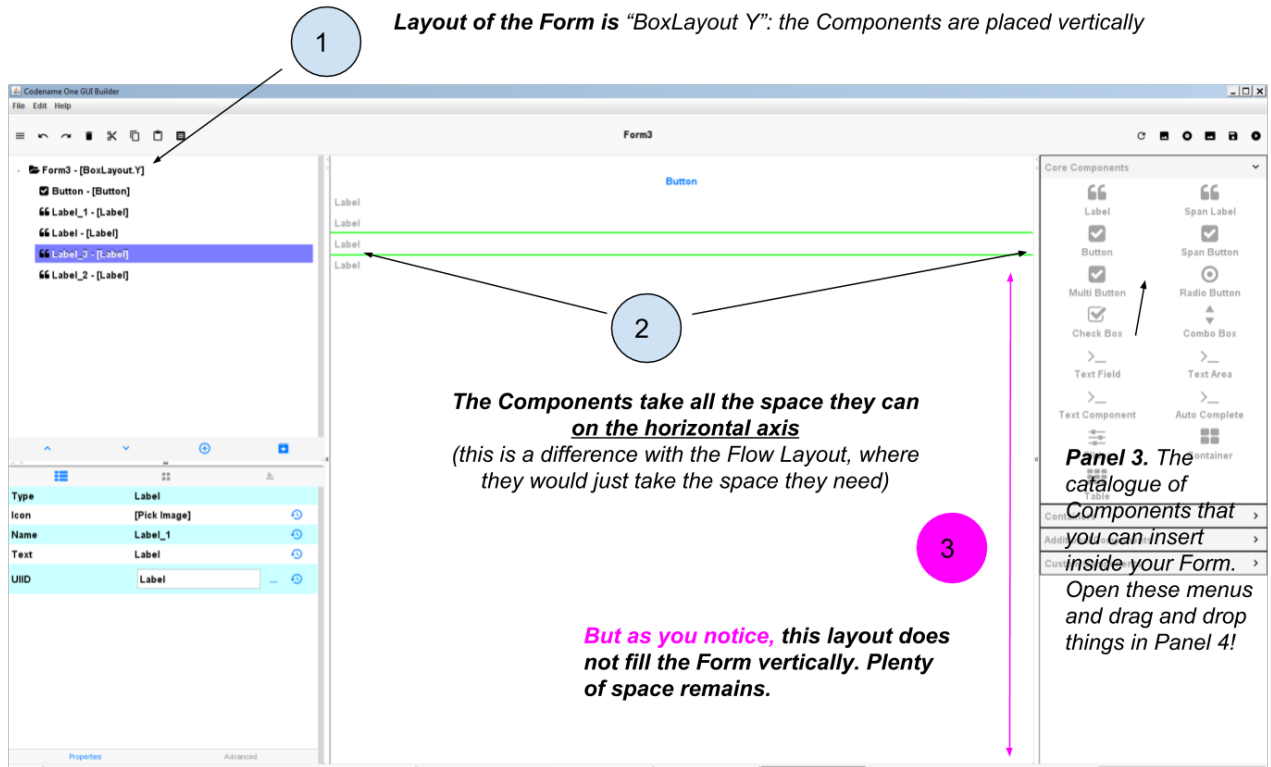 Layout of the Form is “BoxLayout Y”: the Components are placed vertically
1
Codename One GUI Builder
File Edit Help
Form3
Form3 - [BoxLayout.Y]
Button - [Button]
Label_1 - [Label]
Label - [Label]
Label_3 - [Label]
Label_2 - [Label]
Button
Label
Label
Label
Label
2
The Components take all the space they can
on the horizontal axis
(this is a difference with the Flow Layout, where
they would just take the space they need)
3
But as you notice, this layout does
not fill the Form vertically. Plenty
of space remains.
Core Components
Label Span Label
Button Span Button
Multi Button Radio Button
Check Box Combo Box
Text Field Text Area
Text Component Auto Complete
Container
Table
Panel 3. The
catalogue of
Components that
you can insert
inside your Form.
Open these menus
and drag and drop
things in Panel 4!
Type Label
Icon [Pick Image]
Name Label_1
Text Label
UIID Label ...
Properties Advanced